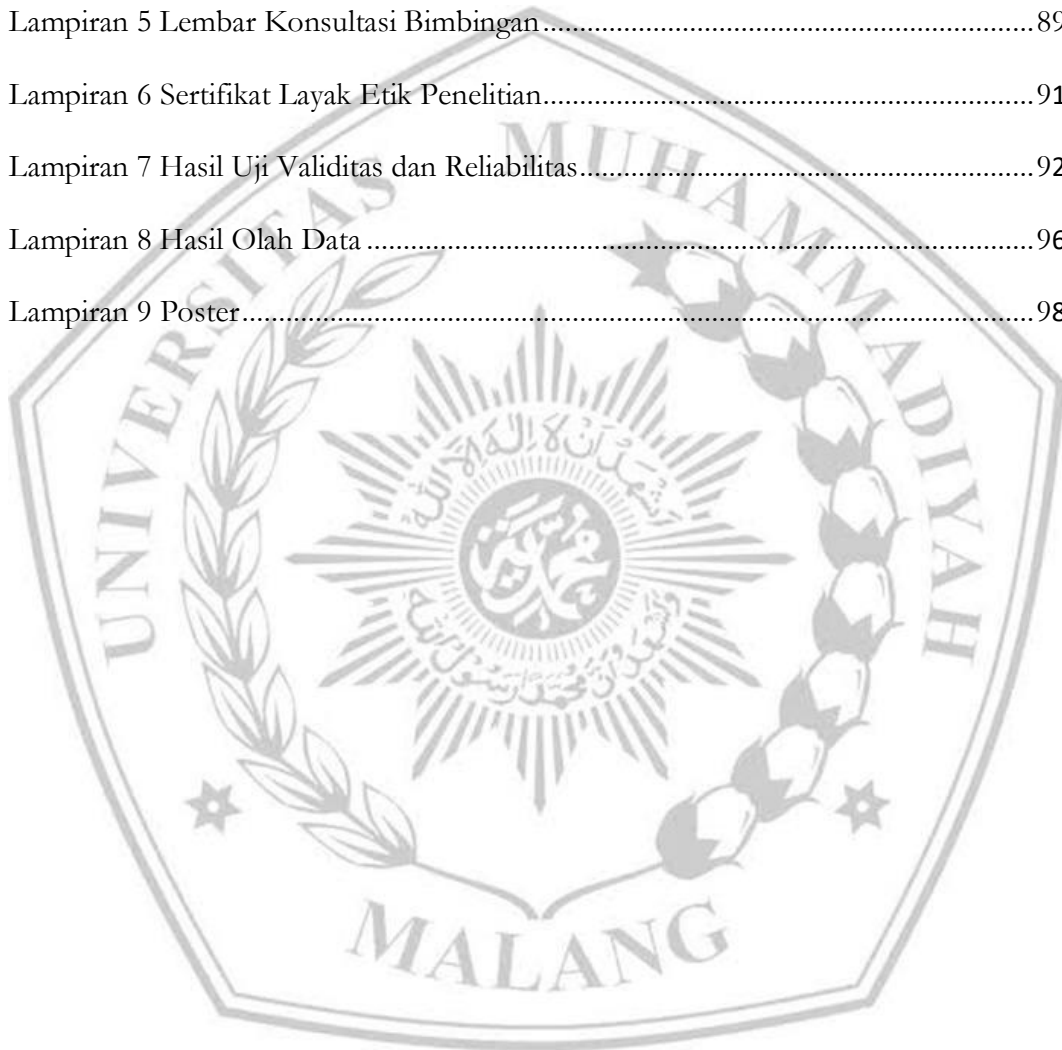 Lampiran 5 Lembar Konsultasi Bimbingan....................................................................................89
Lampiran 6 Sertifikat Layak Etik Penelitian....................................................................................91
Lampiran 7 Hasil Uji Validitas dan Reliabilitas..............................................................................92
Lampiran 8 Hasil Olah Data..............................................................................................................96
Lampiran 9 Poster..............................................................................................................................98
UNIVERSITAS MUHAMMADIYAH
MALANG